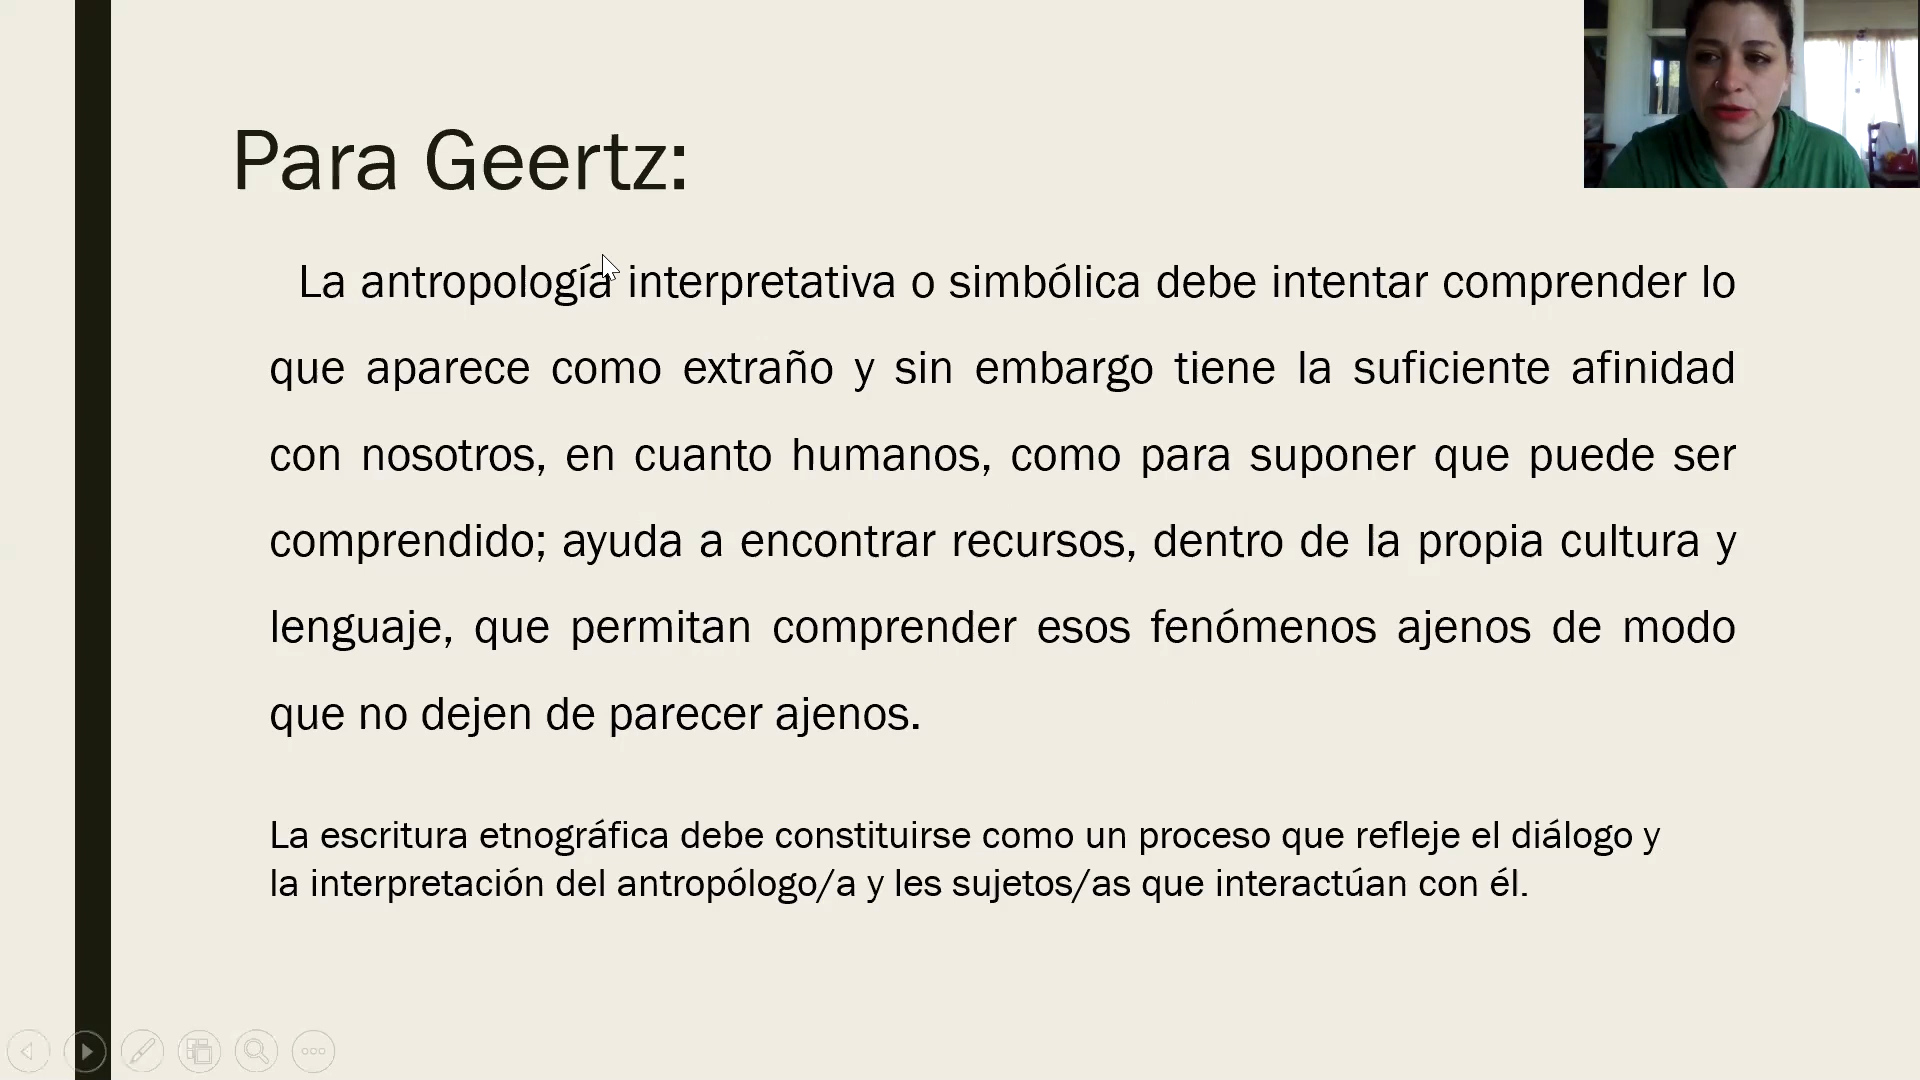 Para Geertz:
La antropología interpretativa o simbólica debe intentar comprender lo
que aparece como extraño y sin embargo tiene la suficiente afinidad
con nosotros, en cuanto humanos, como para suponer que puede ser
comprendido; ayuda a encontrar recursos, dentro de la propia cultura y
lenguaje, que permitan comprender esos fenómenos ajenos de modo
que no dejen de parecer ajenos.
La escritura etnográfica debe constituirse como un proceso que refleje el diálogo y
la interpretación del antropólogo/a y les sujetos/as que interactúan con él.